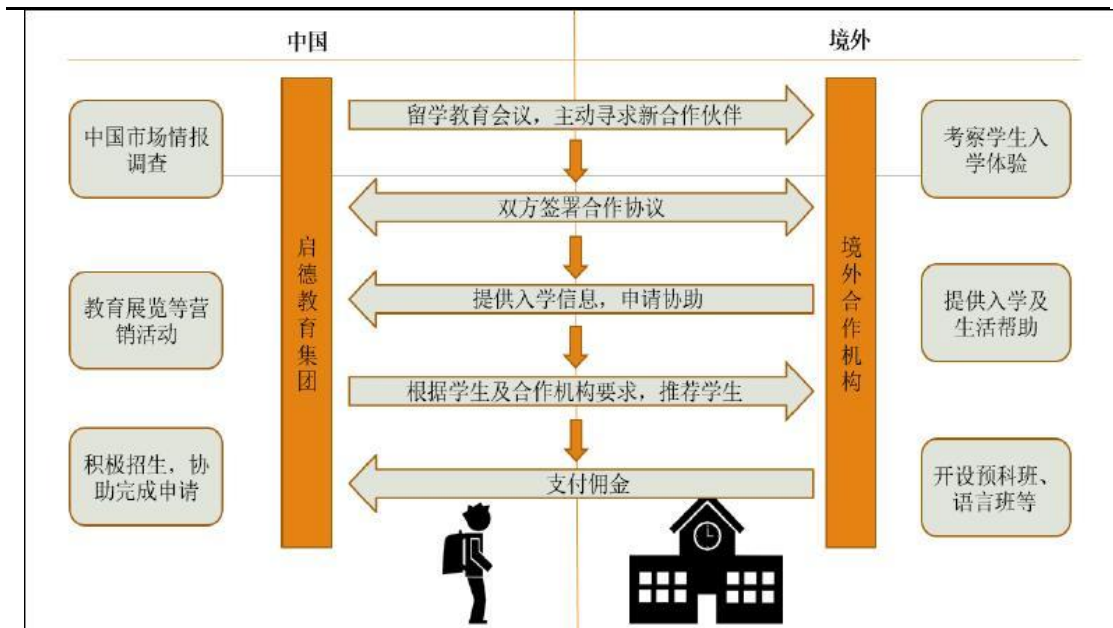 中国
境外
中国市场情报
调查
教育展览等营
销活动
积极招生，协
助完成申请
启德教育集团
留学教育会议，主动寻求新合作伙伴
双方签署合作协议
提供入学信息，申请协助
根据学生及合作机构要求，推荐学生
支付佣金
境外合作机构
考察学生入
学体验
提供入学及
生活帮助
开设预科班、
语言班等